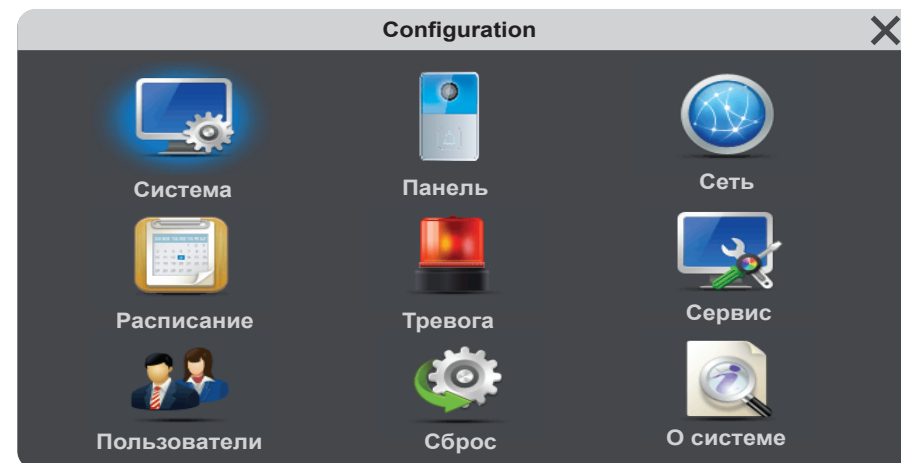 Configuration
Система
Панель
Сеть
Расписание
Тревога
Сервис
Пользователи
Сброс
О системе